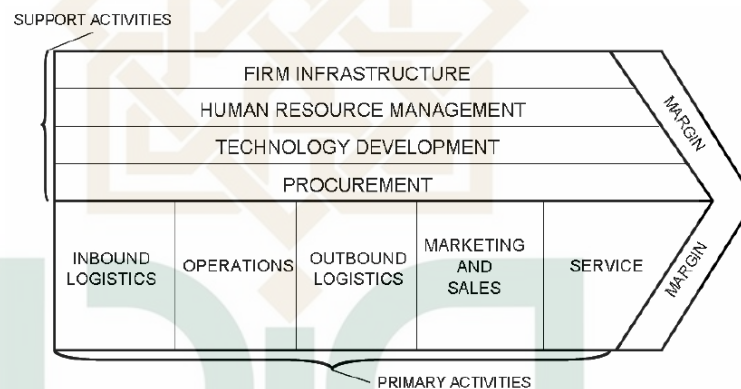 SUPPORT ACTIVITIES
FIRM INFRASTRUCTURE
HUMAN RESOURCE MANAGEMENT
TECHNOLOGY DEVELOPMENT
PROCUREMENT
MARGIN
INBOUND
LOGISTICS
OPERATIONS
OUTBOUND
LOGISTICS
MARKETING
AND
SALES
SERVICE
MARGIN
PRIMARY ACTIVITIES